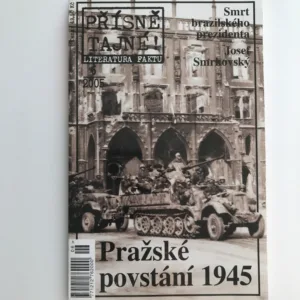 PŘÍSNĚ
TAJNÉ!
LITERATURA FAKTU
Smrt
brazilského
prezidenta
Josef
Smrkovský
Pražské
povstání 1945